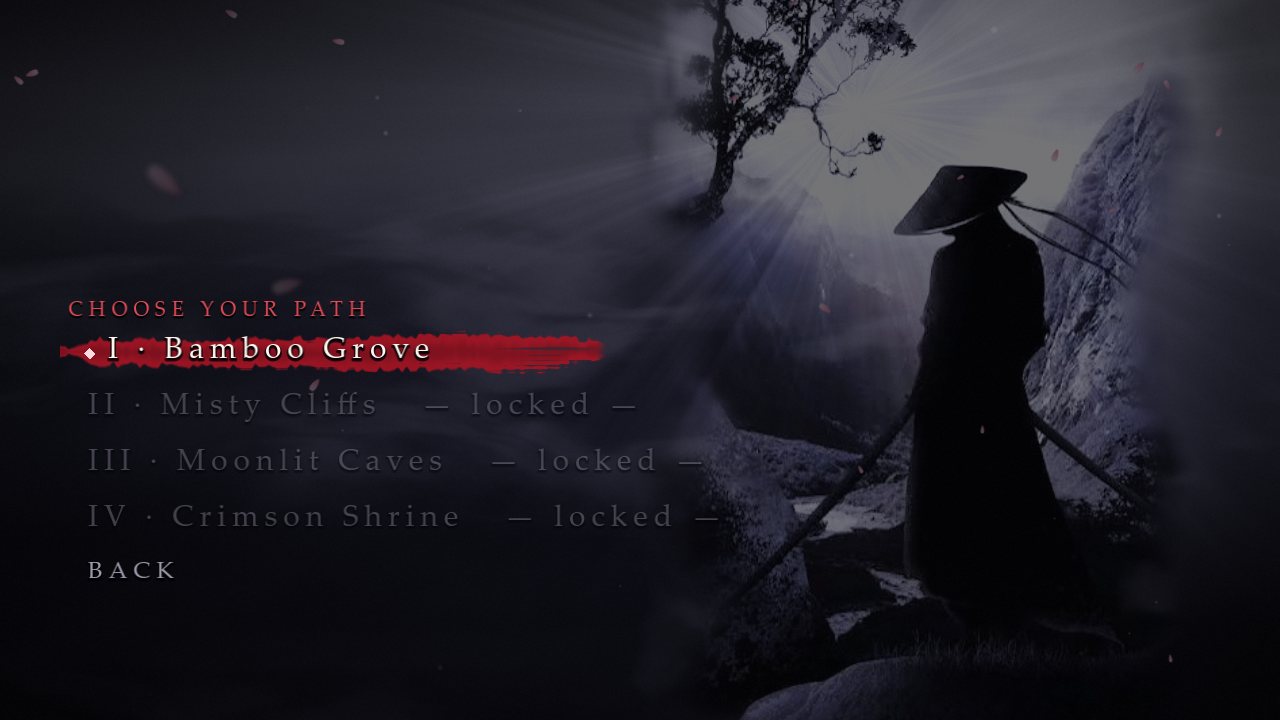 CHOOSE YOUR PATH
I · Bamboo Grove
II · Misty Cliffs — locked —
III · Moonlit Caves — locked —
IV · Crimson Shrine — locked —
BACK